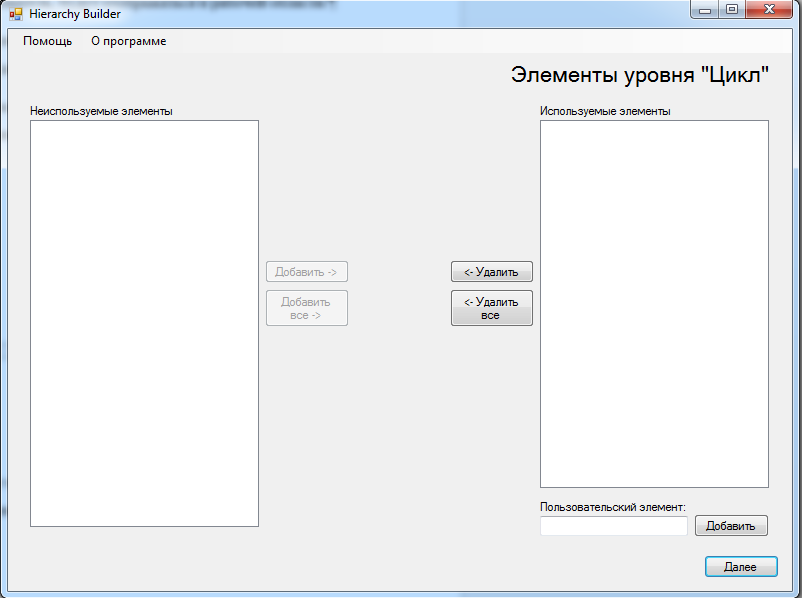 Hierarchy Builder
Помощь О программе
Элементы уровня "Цикл"
Неиспользуемые элементы
Используемые элементы
Добавить ->
<- Удалить
Добавить
все ->
<- Удалить
все
Пользовательский элемент:
Добавить
Далее